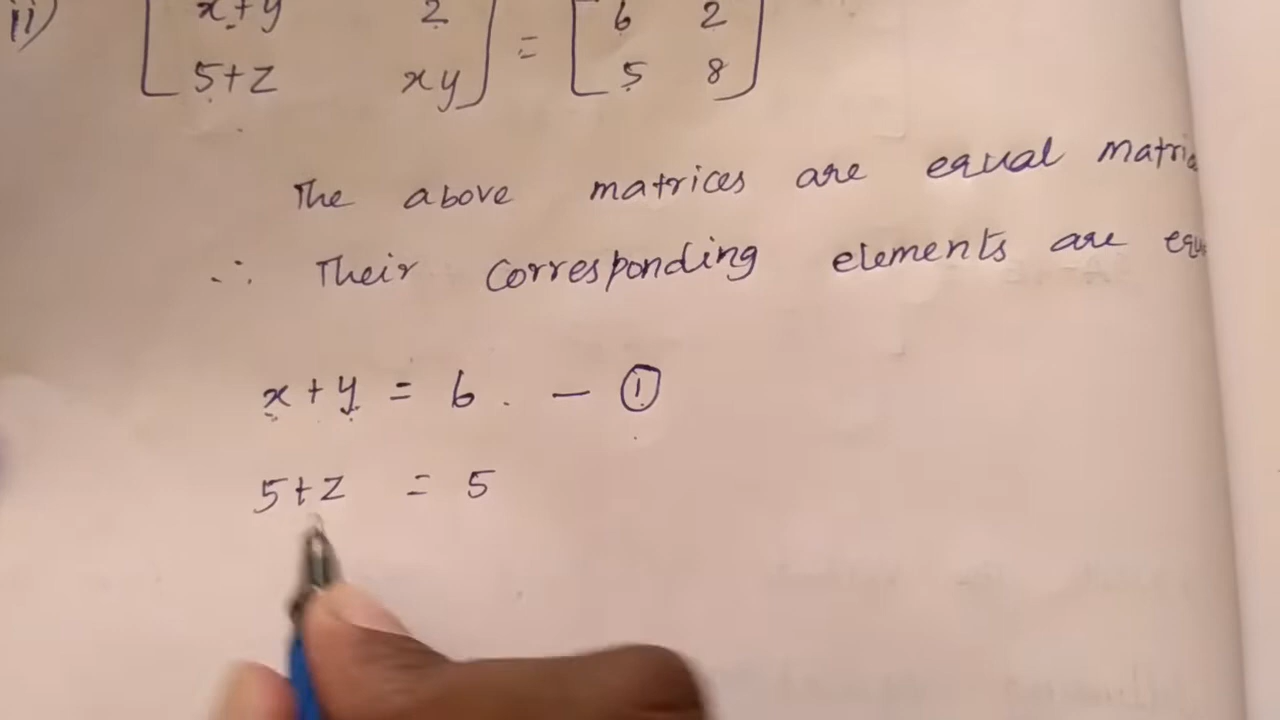 ii) [ x+y 2 ] = [ 6 2 ]
[ 5+z xy ] [ 5 8 ]
The above matrices are equal
∴ Their corresponding elements are
x + y = 6 . — ①
5+z = 5